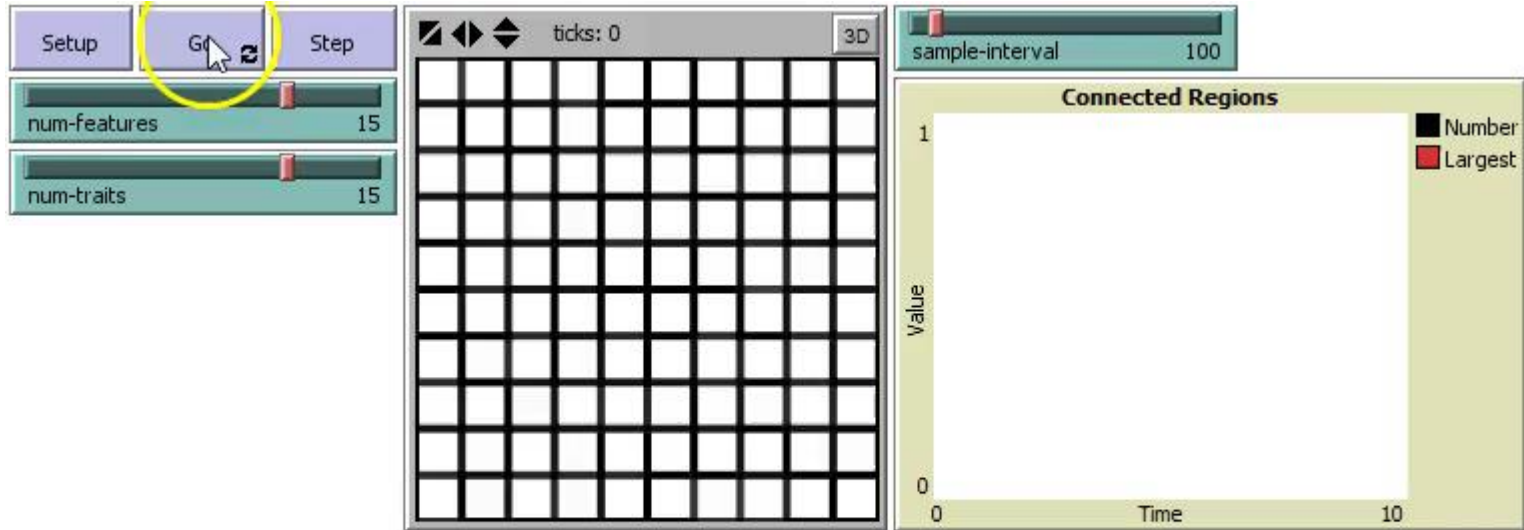 Setup
Go
Step
num-features 15
num-traits 15
ticks: 0
3D
sample-interval 100
Connected Regions
1
Value
0
0 Time 10
Number
Largest